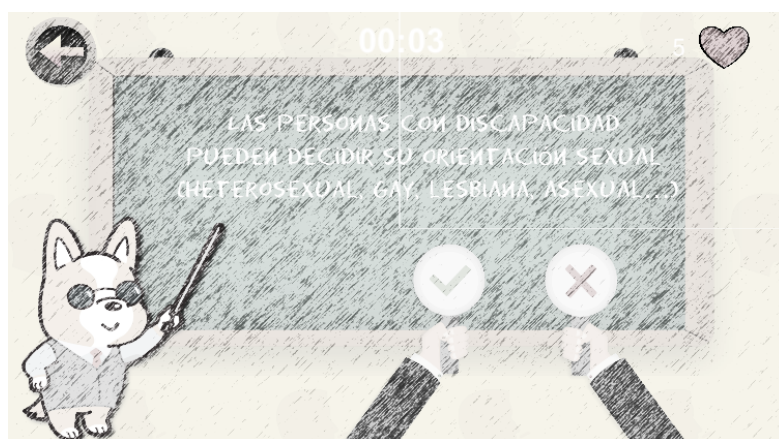 00:03
5
LAS PERSONAS CON DISCAPACIDAD
PUEDEN DECIDIR SU ORIENTACIÓN SEXUAL
(HETEROSEXUAL, GAY, LESBIANA, ASEXUAL,...)